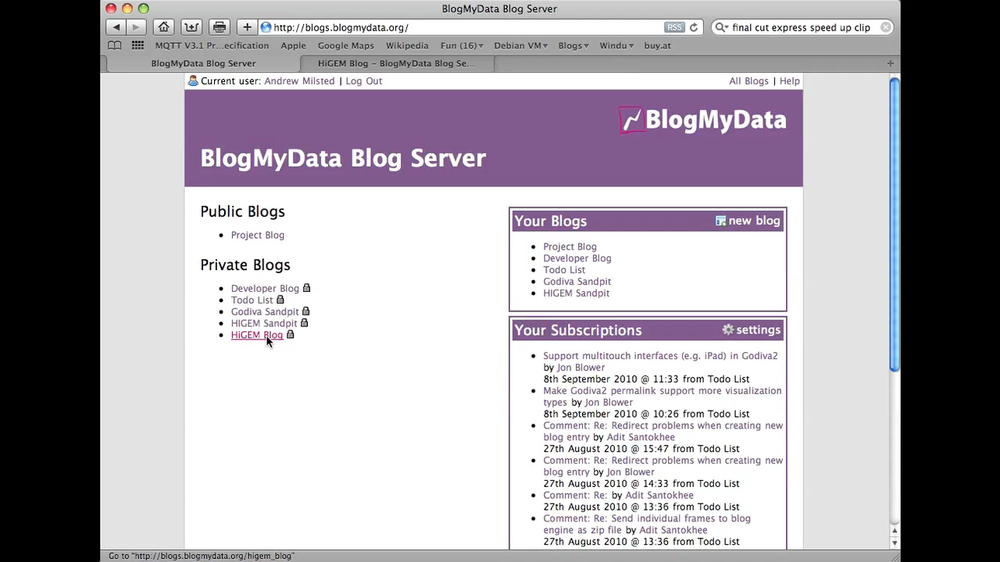 BlogMyData Blog Server
http://blogs.blogmydata.org/
RSS
final cut express speed up clip
MQTT V3.1 Pr...ecification Apple Google Maps Wikipedia Fun (16) Debian VM Blogs Windu buy.at
BlogMyData Blog Server HiGEM Blog – BlogMyData Blog Se...
Current user: Andrew Milsted | Log Out
All Blogs | Help
BlogMyData
BlogMyData Blog Server
Public Blogs
Project Blog
Private Blogs
Developer Blog
Todo List
Godiva Sandpit
HIGEM Sandpit
HiGEM Blog
Your Blogs new blog
Project Blog
Developer Blog
Todo List
Godiva Sandpit
HIGEM Sandpit
Your Subscriptions settings
Support multitouch interfaces (e.g. iPad) in Godiva2
by Jon Blower
8th September 2010 @ 11:33 from Todo List
Make Godiva2 permalink support more visualization
types by Jon Blower
8th September 2010 @ 10:26 from Todo List
Comment: Re: Redirect problems when creating new
blog entry by Adit Santokhee
27th August 2010 @ 15:47 from Todo List
Comment: Re: Redirect problems when creating new
blog entry by Jon Blower
27th August 2010 @ 14:33 from Todo List
Comment: Re: by Adit Santokhee
27th August 2010 @ 13:36 from Todo List
Comment: Re: Send individual frames to blog
engine as zip file by Adit Santokhee
27th August 2010 @ 13:36 from Todo List
Go to "http://blogs.blogmydata.org/higem_blog"